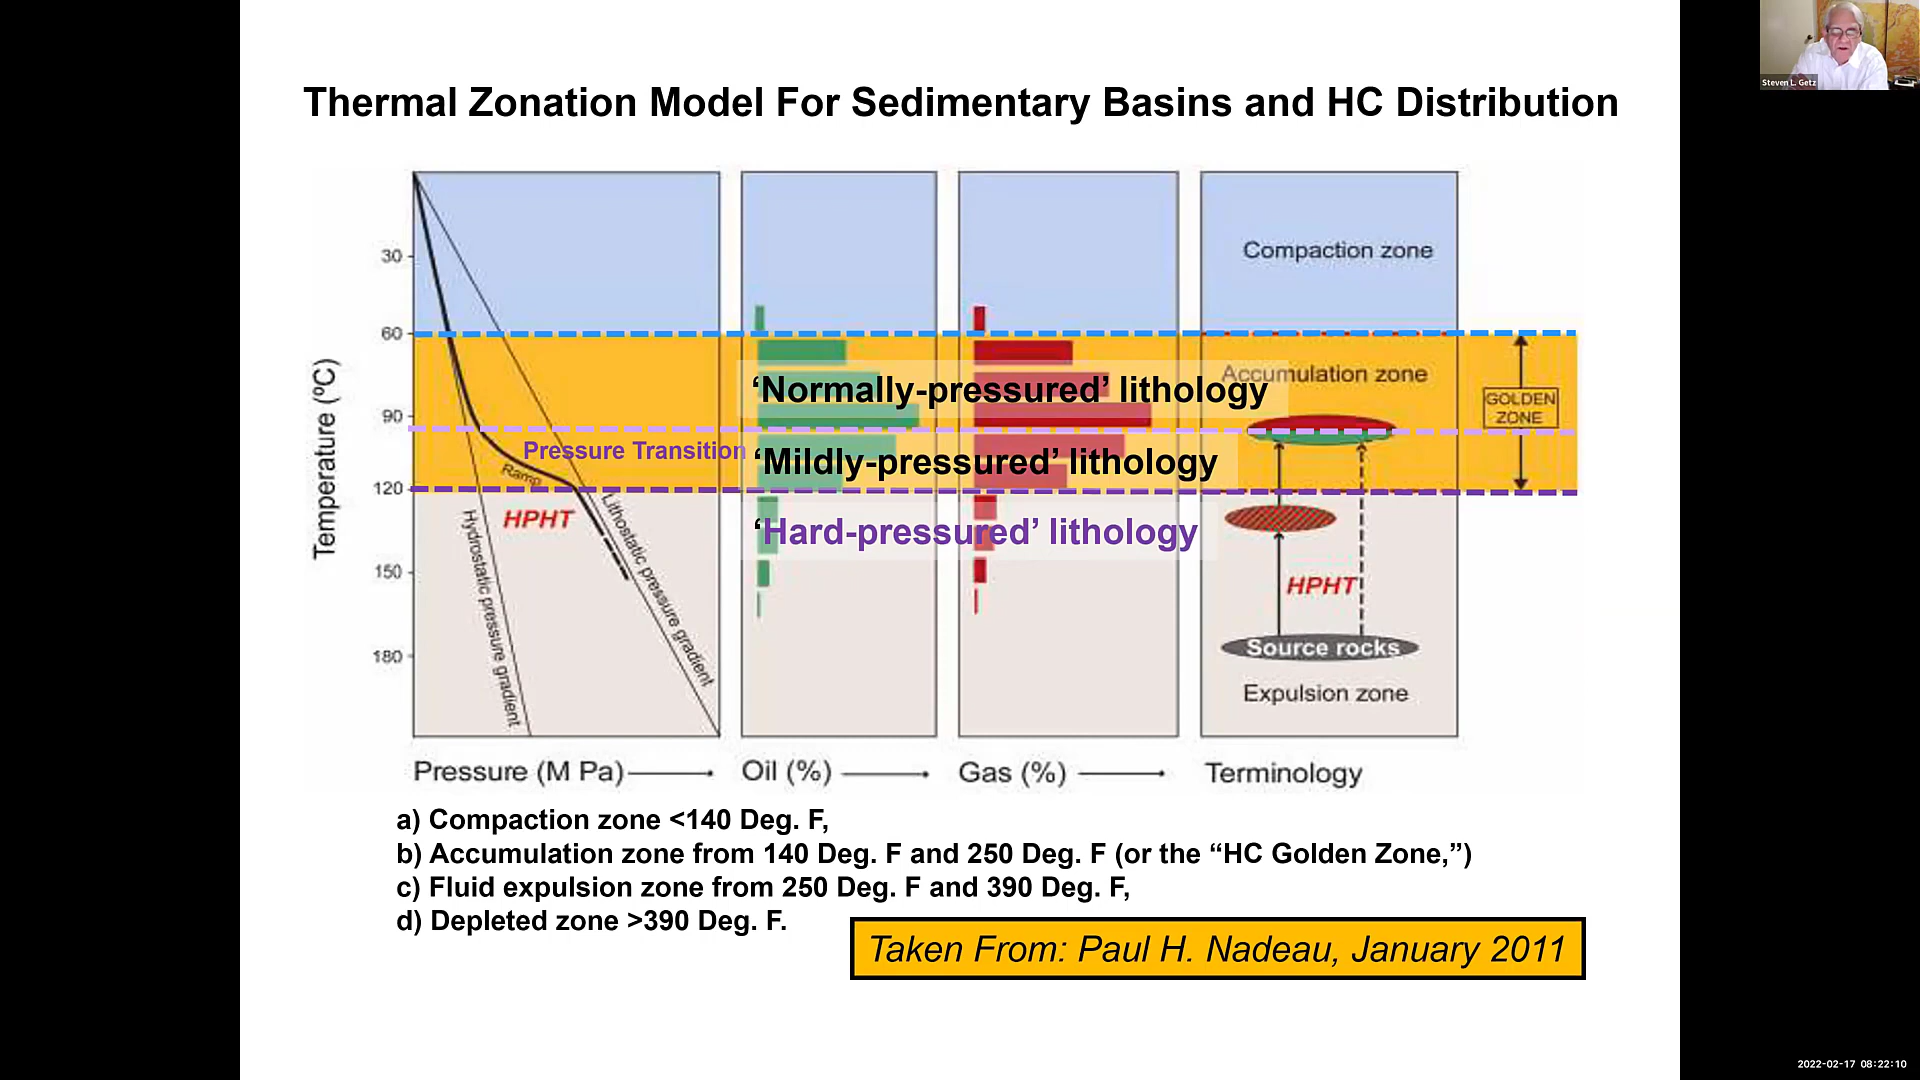 Steven L. Getz
Thermal Zonation Model For Sedimentary Basins and HC Distribution
Temperature (ºC)
30
60
90
120
150
180
Compaction zone
Accumulation zone
GOLDEN
ZONE
‘Normally-pressured’ lithology
Pressure Transition
‘Mildly-pressured’ lithology
Ramp
HPHT
‘Hard-pressured’ lithology
Hydrostatic pressure gradient
Lithostatic pressure gradient
HPHT
Source rocks
Expulsion zone
Pressure (M Pa)
Oil (%)
Gas (%)
Terminology
a) Compaction zone <140 Deg. F,
b) Accumulation zone from 140 Deg. F and 250 Deg. F (or the “HC Golden Zone,”)
c) Fluid expulsion zone from 250 Deg. F and 390 Deg. F,
d) Depleted zone >390 Deg. F.
Taken From: Paul H. Nadeau, January 2011
2022-02-17 08:22:10